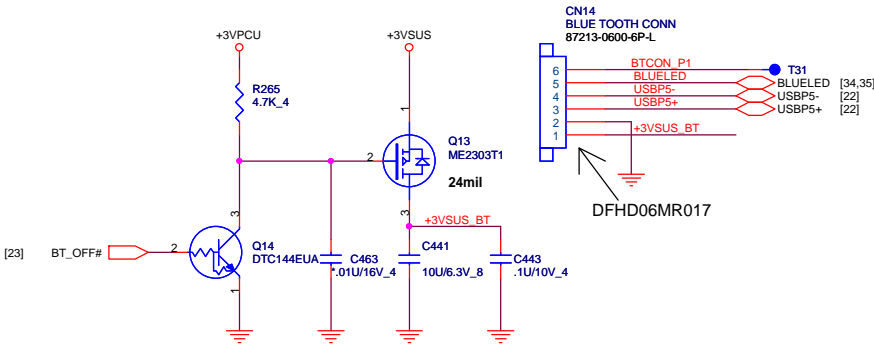 CN14
BLUE TOOTH CONN
87213-0600-6P-L
+3VPCU
+3VSUS
6
BTCON_P1
T31
5
BLUELED
BLUELED [34,35]
4
USBP5-
USBP5- [22]
3
USBP5+
USBP5+ [22]
2
1
+3VSUS_BT
R265
4.7K_4
1
Q13
ME2303T1
2
24mil
DFHD06MR017
3
3
+3VSUS_BT
[23]
BT_OFF#
2
Q14
DTC144EUA
C463
*.01U/16V_4
C441
10U/6.3V_8
C443
.1U/10V_4
1